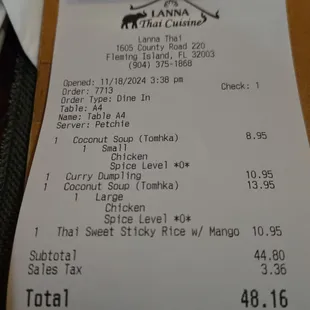 LANNA
Thai Cuisine
Lanna Thai
1605 County Road 220
Fleming Island, FL 32003
(904) 375-1868
Opened: 11/18/2024 3:38 pm
Order: 7713
Check: 1
Order Type: Dine In
Table: A4
Name: Table A4
Server: Petchie
1 Coconut Soup (Tomhka) 8.95
1 Small
Chicken
Spice Level *0*
1 Curry Dumpling 10.95
1 Coconut Soup (Tomhka) 13.95
1 Large
Chicken
Spice Level *0*
1 Thai Sweet Sticky Rice w/ Mango 10.95
Subtotal 44.80
Sales Tax 3.36
Total 48.16